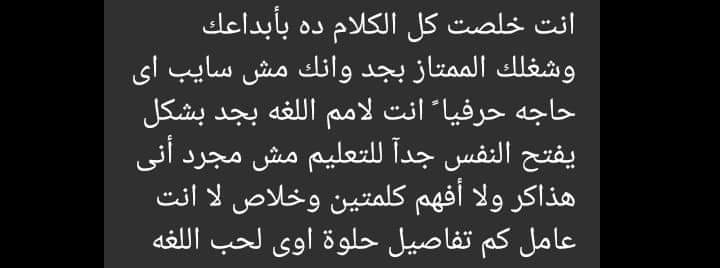 انت خلصت كل الكلام ده بأبداعك
وشغلك الممتاز بجد وانك مش سايب اى
حاجه حرفيا ً انت لامم اللغه بجد بشكل
يفتح النفس جدآ للتعليم مش مجرد أنى
هذاكر ولا أفهم كلمتين وخلاص لا انت
عامل كم تفاصيل حلوة اوى لحب اللغه